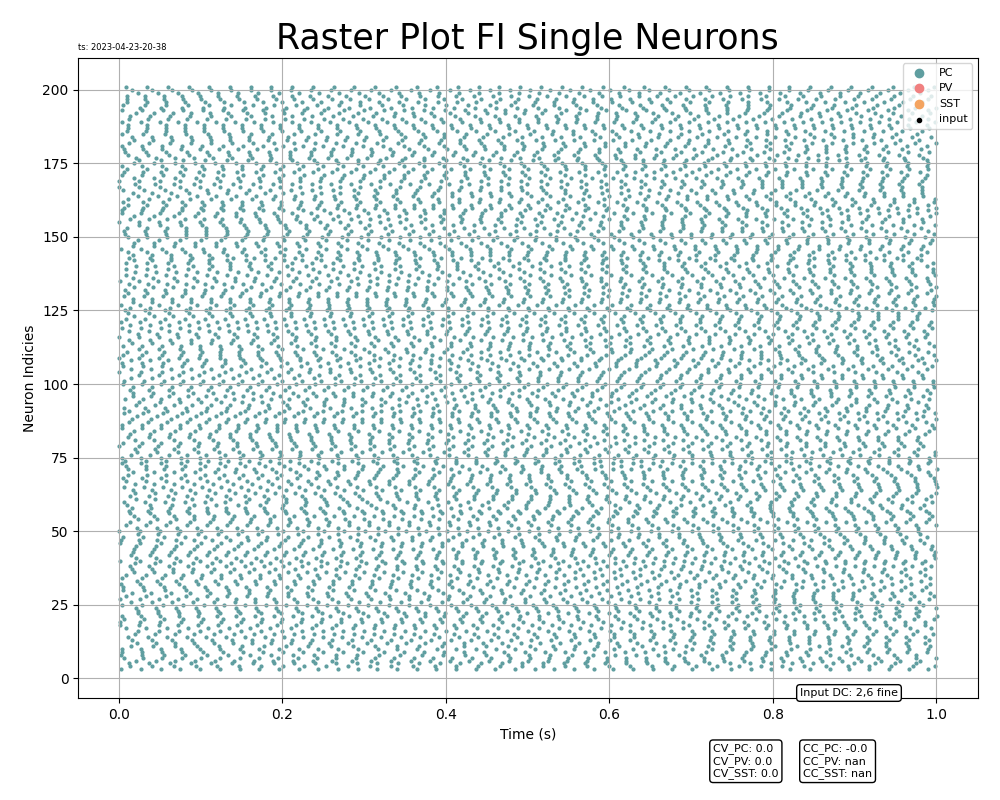 Raster Plot FI Single Neurons
ts: 2023-04-23-20-38
PC
PV
SST
input
200
175
150
125
100
75
50
25
0
Neuron Indicies
0.0 0.2 0.4 0.6 0.8 1.0
Time (s)
Input DC: 2,6 fine
CV_PC: 0.0
CV_PV: 0.0
CV_SST: 0.0
CC_PC: -0.0
CC_PV: nan
CC_SST: nan